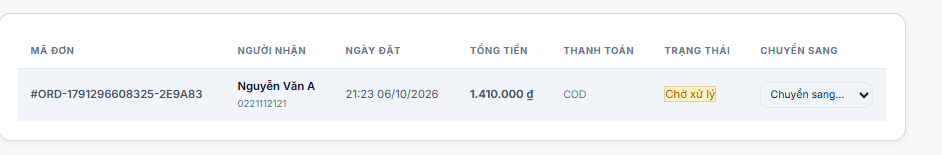 MÃ ĐƠN NGƯỜI NHẬN NGÀY ĐẶT TỔNG TIỀN THANH TOÁN TRẠNG THÁI CHUYỂN SANG
#ORD-1791296608325-2E9A83 Nguyễn Văn A 21:23 06/10/2026 1.410.000 ₫ COD Chờ xử lý Chuyển sang...
0221112121